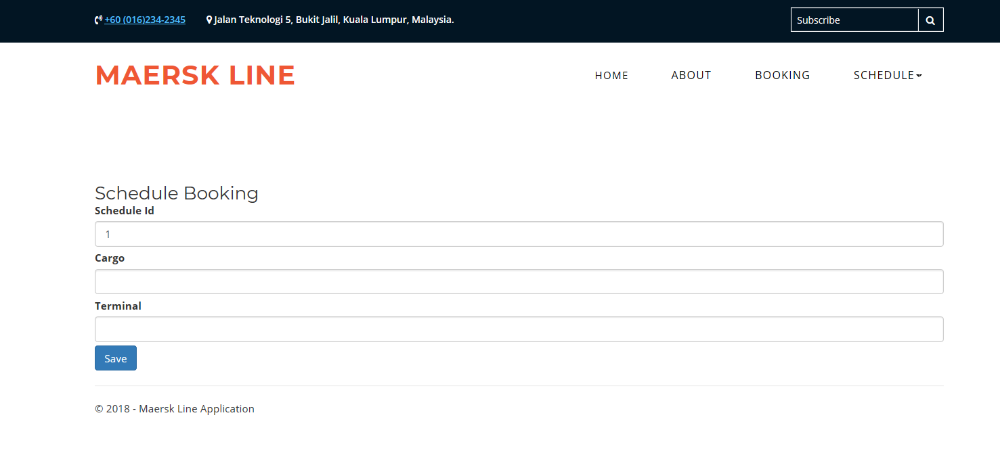 +60 (016)234-2345
Jalan Teknologi 5, Bukit Jalil, Kuala Lumpur, Malaysia.
Subscribe
MAERSK LINE
HOME
ABOUT
BOOKING
SCHEDULE
Schedule Booking
Schedule Id
1
Cargo
Terminal
Save
© 2018 - Maersk Line Application